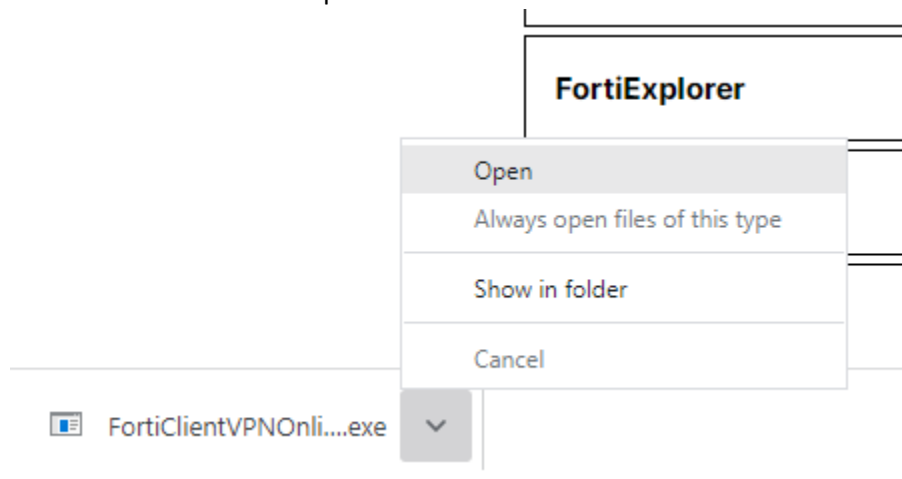 FortiExplorer
Open
Always open files of this type
Show in folder
Cancel
FortiClientVPNOnli....exe